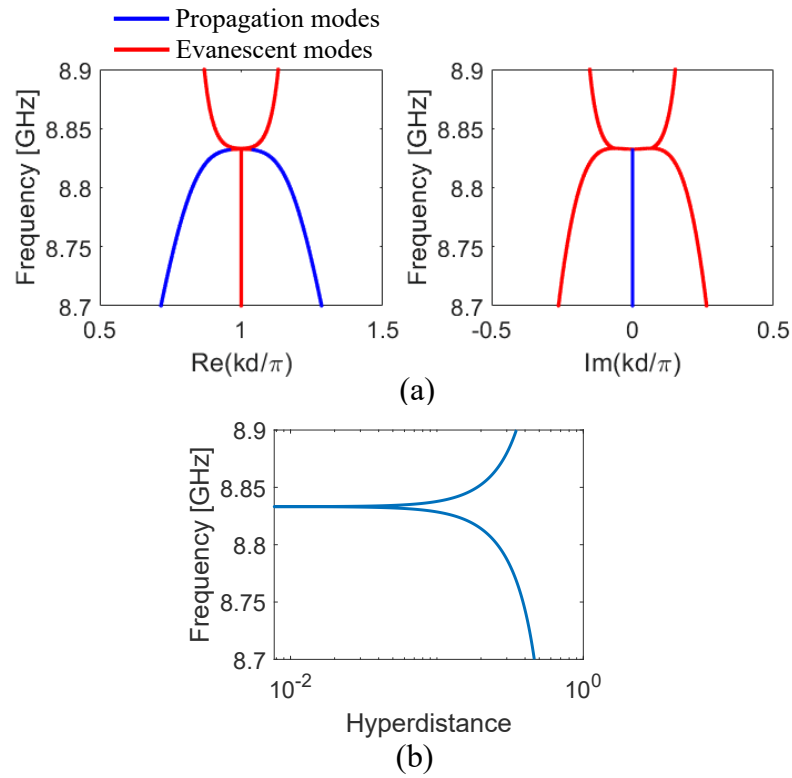 Propagation modes
Evanescent modes
Frequency [GHz]
8.9
8.85
8.8
8.75
8.7
0.5
1
1.5
Re(kd/π)
Frequency [GHz]
8.9
8.85
8.8
8.75
8.7
-0.5
0
0.5
Im(kd/π)
(a)
Frequency [GHz]
8.9
8.85
8.8
8.75
8.7
10^-2
10^0
Hyperdistance
(b)